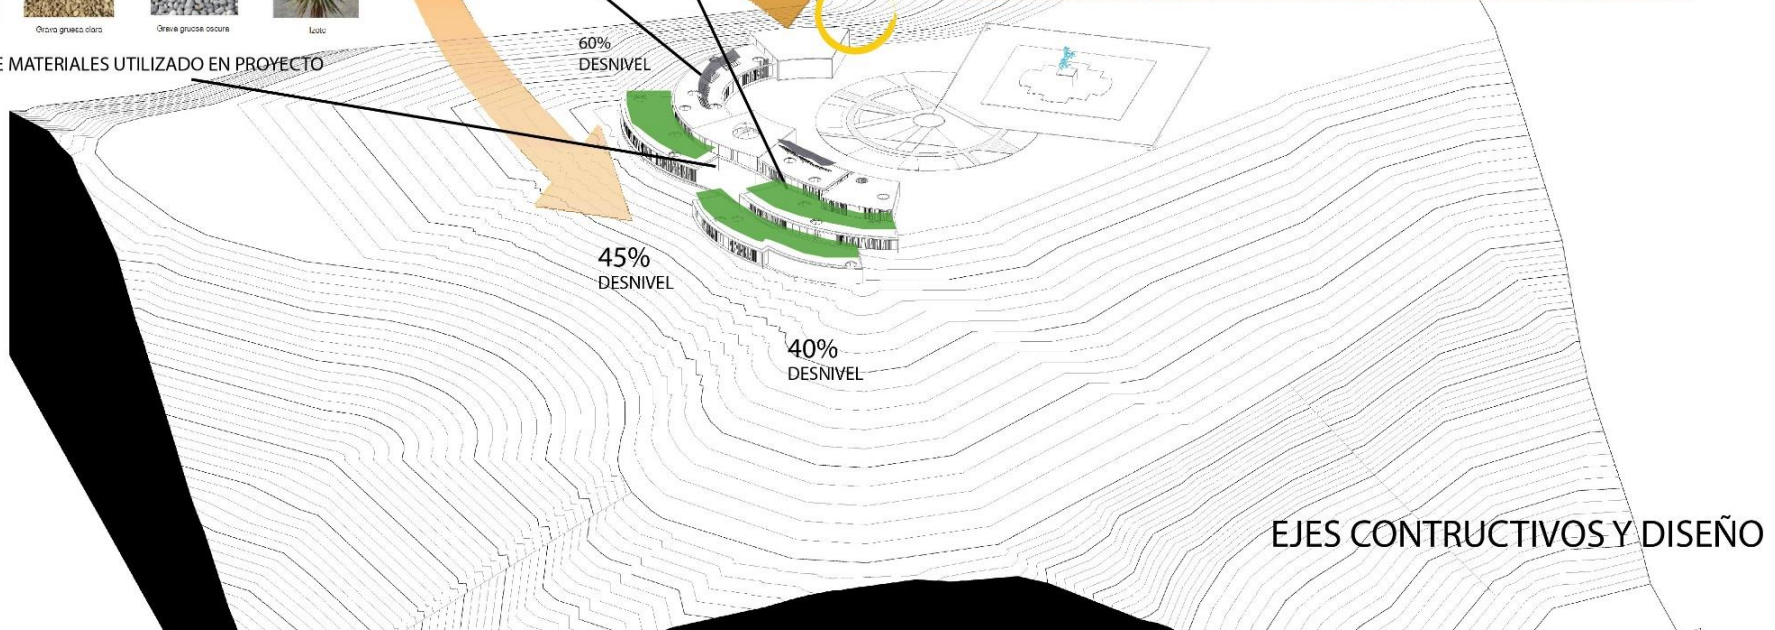 Grava gruesa clara
Grava gruesa oscura
Izote
E MATERIALES UTILIZADO EN PROYECTO
60%
DESNIVEL
45%
DESNIVEL
40%
DESNIVEL
EJES CONTRUCTIVOS Y DISEÑO